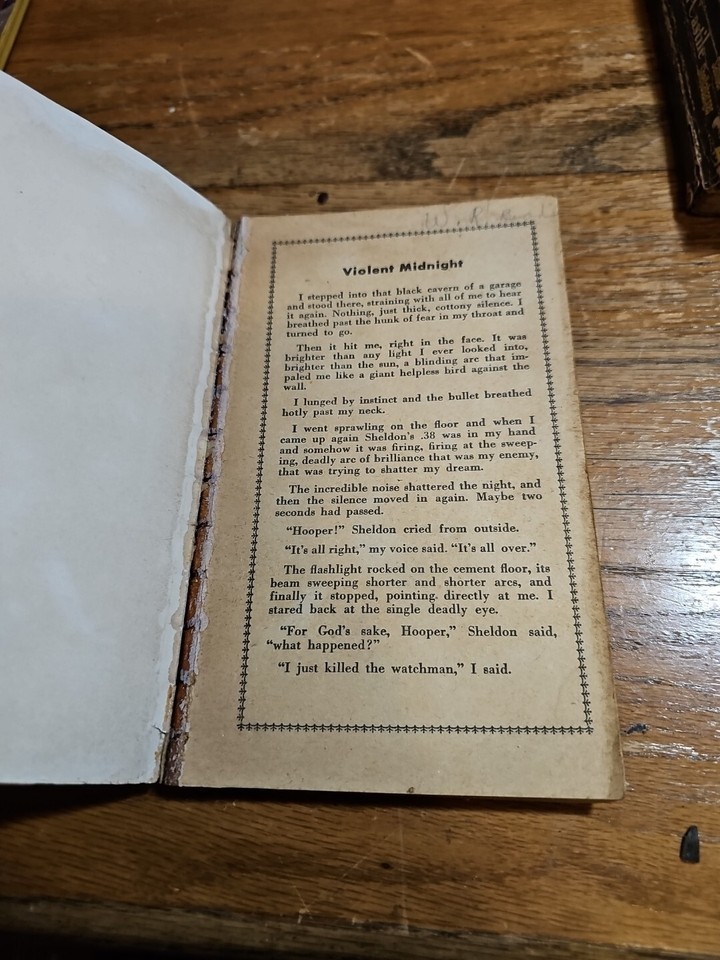 W. R.
Violent Midnight
I stepped into that black cavern of a garage
and stood there, straining with all of me to hear
it again. Nothing, just thick, cottony silence. I
breathed past the hunk of fear in my throat and
turned to go.
Then it hit me, right in the face. It was
brighter than any light I ever looked into,
brighter than the sun, a blinding arc that im-
paled me like a giant helpless bird against the
wall.
I lunged by instinct and the bullet breathed
hotly past my neck.
I went sprawling on the floor and when I
came up again Sheldon's .38 was in my hand
and somehow it was firing, firing at the sweep-
ing, deadly arc of brilliance that was my enemy,
that was trying to shatter my dream.
The incredible noise shattered the night, and
then the silence moved in again. Maybe two
seconds had passed.
"Hooper!" Sheldon cried from outside.
"It's all right," my voice said. "It's all over."
The flashlight rocked on the cement floor, its
beam sweeping shorter and shorter arcs, and
finally it stopped, pointing directly at me. I
stared back at the single deadly eye.
"For God's sake, Hooper," Sheldon said,
"what happened?"
"I just killed the watchman," I said.